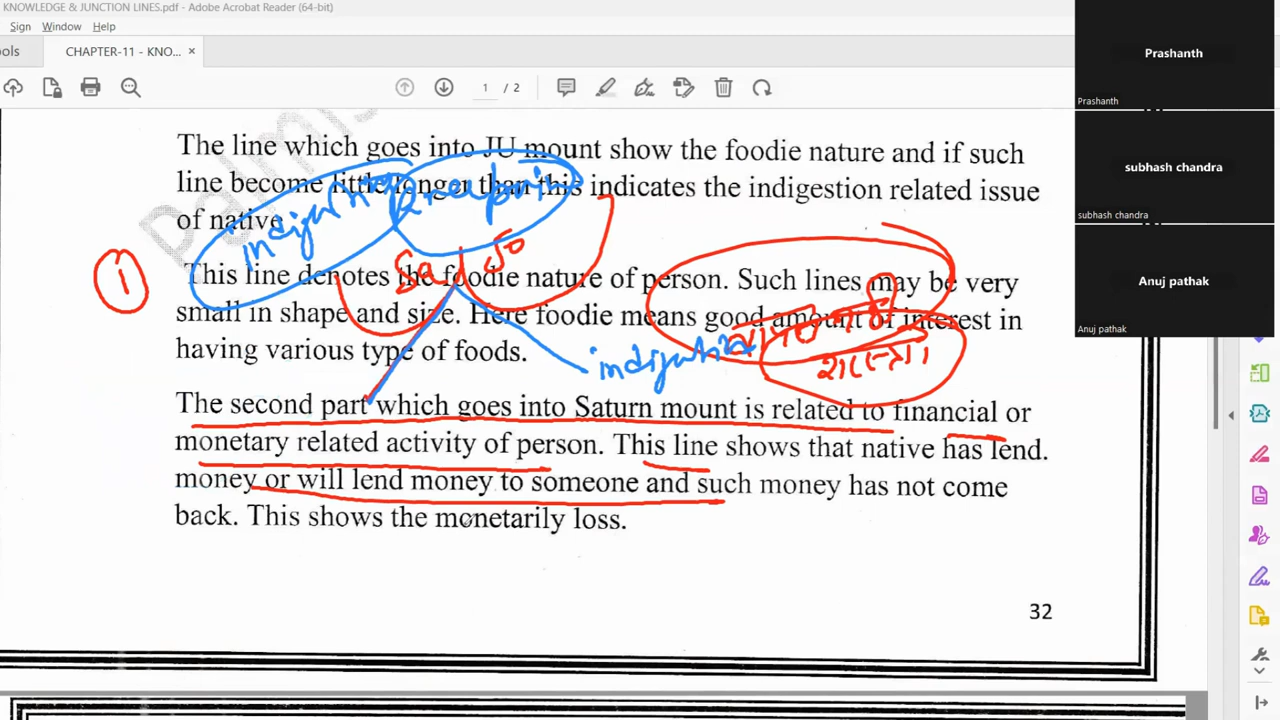 KNOWLEDGE & JUNCTION LINES.pdf - Adobe Acrobat Reader (64-bit)
Sign Window Help
ols CHAPTER-11 - KNO... ×
1 / 2
Prashanth
Prashanth
subhash chandra
subhash chandra
Anuj pathak
Anuj pathak
The line which goes into JU mount show the foodie nature and if such
line become little longer than this indicates the indigestion related issue
of native
1
Sa
This line denotes the foodie nature of person. Such lines may be very
small in shape and size. Here foodie means good amount of interest in
having various type of foods.
The second part which goes into Saturn mount is related to financial or
monetary related activity of person. This line shows that native has lend.
money or will lend money to someone and such money has not come
back. This shows the monetarily loss.
32